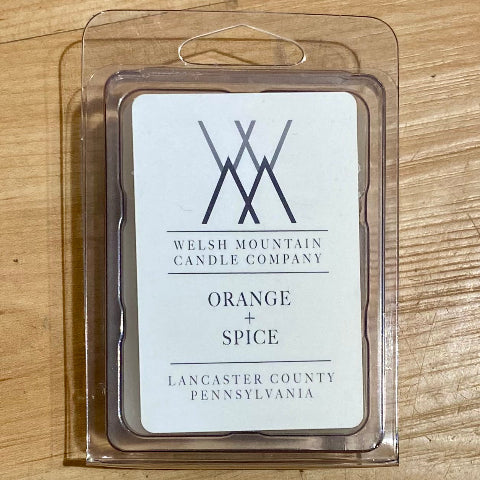 WELSH MOUNTAIN
CANDLE COMPANY
ORANGE
+
SPICE
LANCASTER COUNTY
PENNSYLVANIA